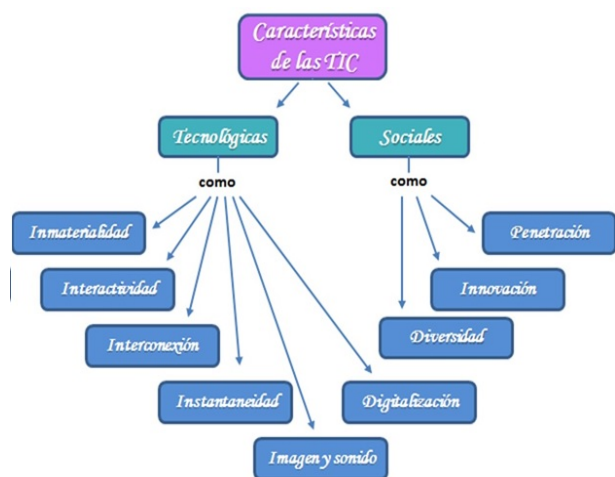 Características
de las TIC
Tecnológicas
Sociales
como
como
Inmaterialidad
Interactividad
Interconexión
Instantaneidad
Imagen y sonido
Digitalización
Diversidad
Innovación
Penetración